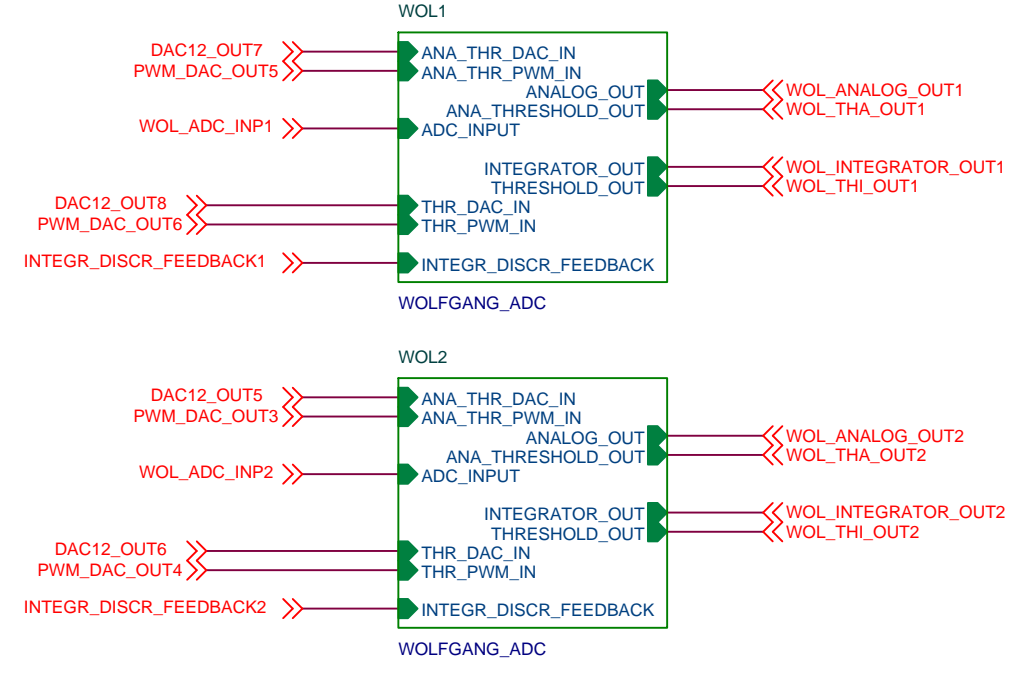 WOL1
DAC12_OUT7
PWM_DAC_OUT5
WOL_ADC_INP1
DAC12_OUT8
PWM_DAC_OUT6
INTEGR_DISCR_FEEDBACK1
ANA_THR_DAC_IN
ANA_THR_PWM_IN
ANALOG_OUT
ANA_THRESHOLD_OUT
ADC_INPUT
INTEGRATOR_OUT
THRESHOLD_OUT
THR_DAC_IN
THR_PWM_IN
INTEGR_DISCR_FEEDBACK
WOL_ANALOG_OUT1
WOL_THA_OUT1
WOL_INTEGRATOR_OUT1
WOL_THI_OUT1
WOLFGANG_ADC
WOL2
DAC12_OUT5
PWM_DAC_OUT3
WOL_ADC_INP2
DAC12_OUT6
PWM_DAC_OUT4
INTEGR_DISCR_FEEDBACK2
ANA_THR_DAC_IN
ANA_THR_PWM_IN
ANALOG_OUT
ANA_THRESHOLD_OUT
ADC_INPUT
INTEGRATOR_OUT
THRESHOLD_OUT
THR_DAC_IN
THR_PWM_IN
INTEGR_DISCR_FEEDBACK
WOL_ANALOG_OUT2
WOL_THA_OUT2
WOL_INTEGRATOR_OUT2
WOL_THI_OUT2
WOLFGANG_ADC